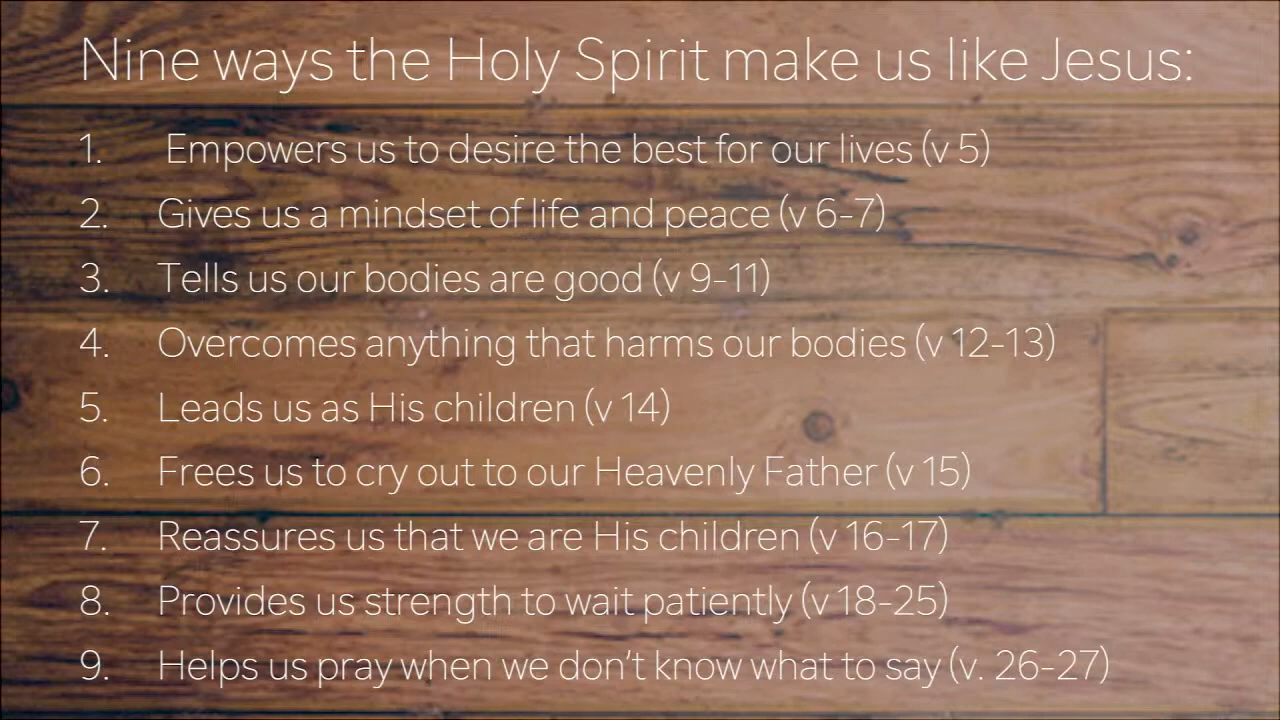 Nine ways the Holy Spirit make us like Jesus:
1. Empowers us to desire the best for our lives (v 5)
2. Gives us a mindset of life and peace (v 6-7)
3. Tells us our bodies are good (v 9-11)
4. Overcomes anything that harms our bodies (v 12-13)
5. Leads us as His children (v 14)
6. Frees us to cry out to our Heavenly Father (v 15)
7. Reassures us that we are His children (v 16-17)
8. Provides us strength to wait patiently (v 18-25)
9. Helps us pray when we don’t know what to say (v. 26-27)